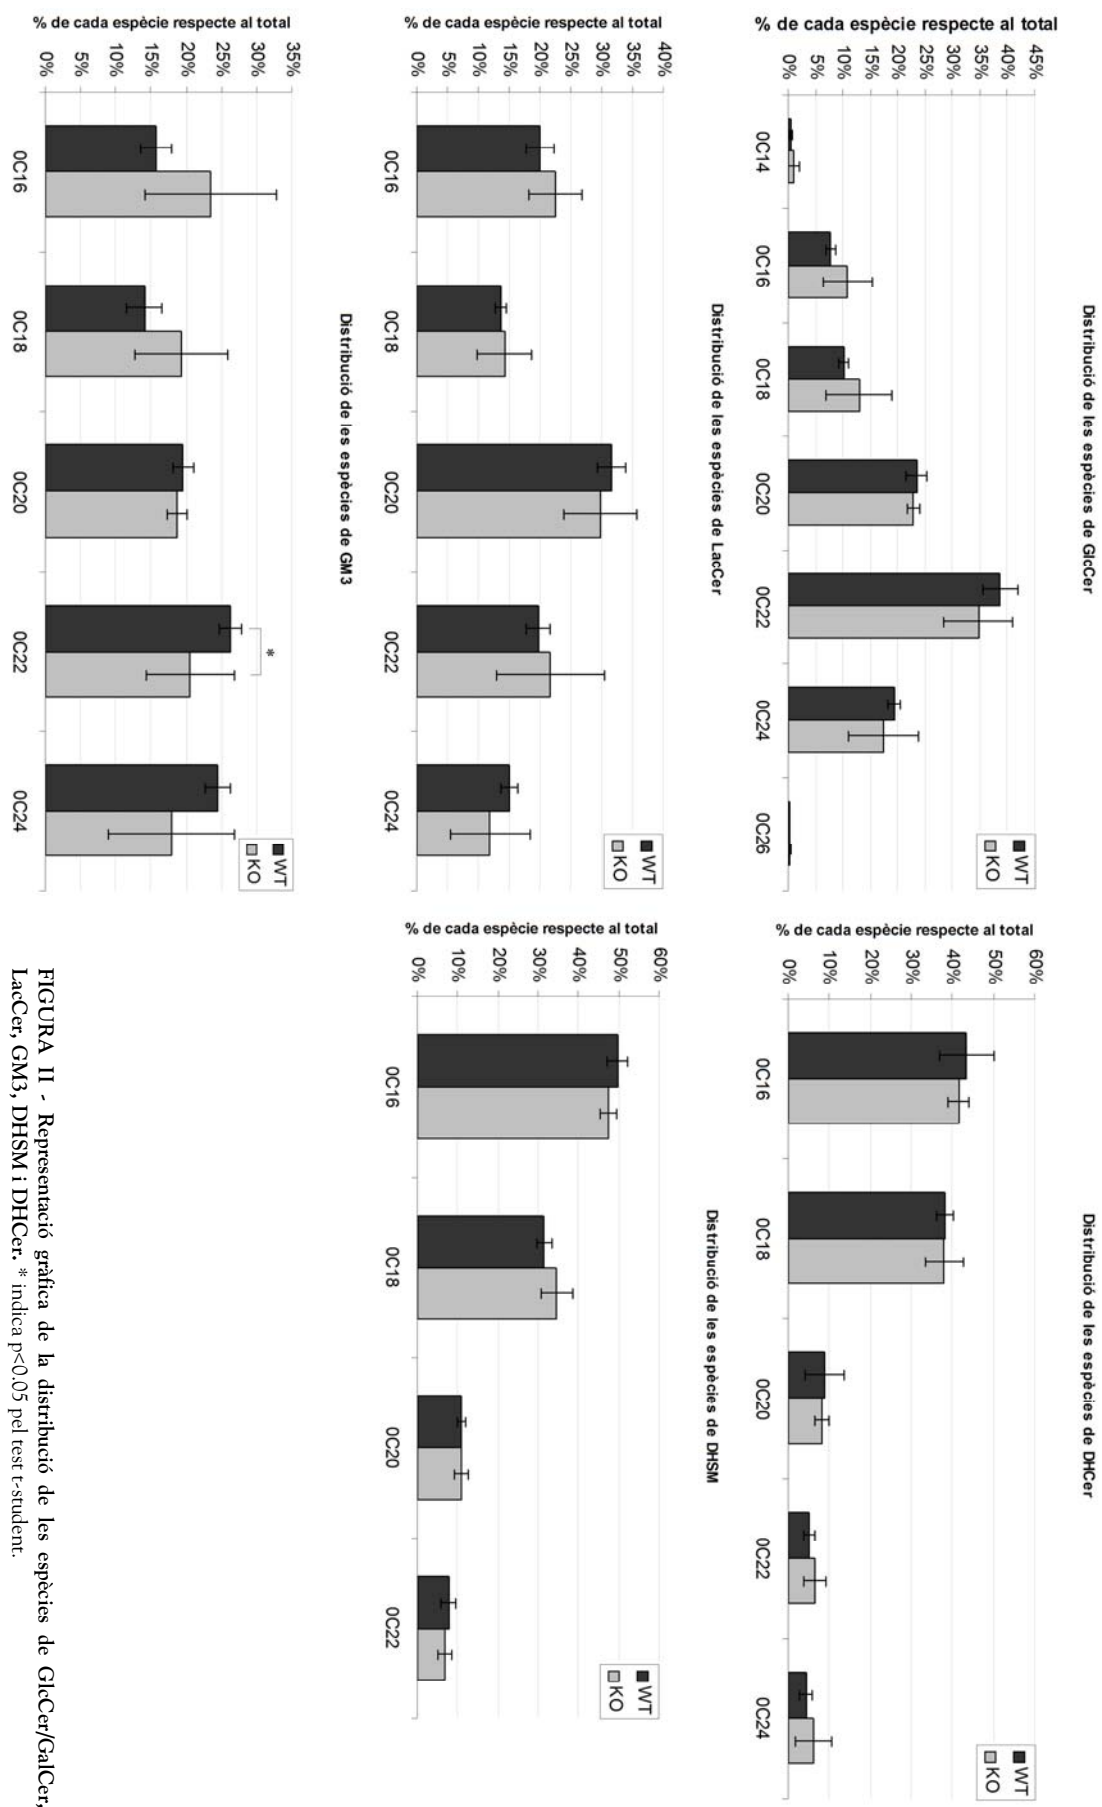 Distribució de les espècies de GlcCer
% de cada espècie respecte al total
45%
40%
35%
30%
25%
20%
15%
10%
5%
0%
0C14
0C16
0C18
0C20
0C22
0C24
0C26
WT
KO
Distribució de les espècies de DHCer
% de cada espècie respecte al total
60%
50%
40%
30%
20%
10%
0%
0C16
0C18
0C20
0C22
0C24
WT
KO
Distribució de les espècies de LacCer
% de cada espècie respecte al total
40%
35%
30%
25%
20%
15%
10%
5%
0%
0C16
0C18
0C20
0C22
0C24
WT
KO
Distribució de les espècies de DHSM
% de cada espècie respecte al total
60%
50%
40%
30%
20%
10%
0%
0C16
0C18
0C20
0C22
WT
KO
Distribució de les espècies de GM3
% de cada espècie respecte al total
35%
30%
25%
20%
15%
10%
5%
0%
*
0C16
0C18
0C20
0C22
0C24
WT
KO
FIGURA II - Representació gràfica de la distribució de les espècies de GlcCer/GalCer,
LacCer, GM3, DHSM i DHCer. * indica p<0.05 pel test t-student.